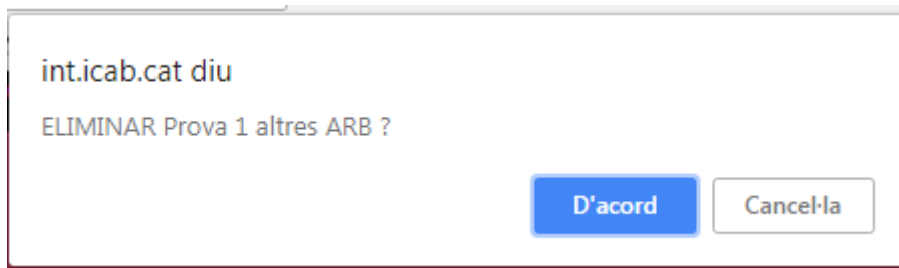 int.icab.cat diu
ELIMINAR Prova 1 altres ARB ?
D'acord Cancel·la